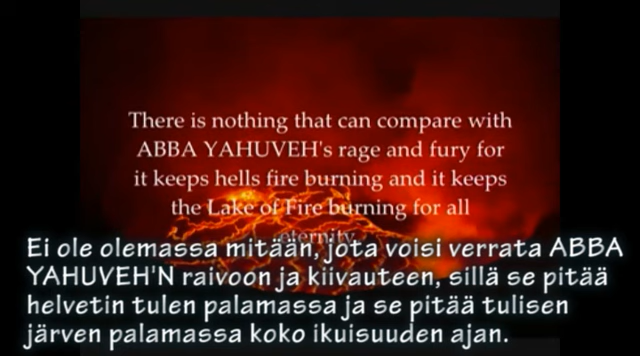 There is nothing that can compare with
ABBA YAHUVEH's rage and fury for
it keeps hells fire burning and it keeps
the Lake of Fire burning for all
eternity.
Ei ole olemassa mitään, jota voisi verrata ABBA
YAHUVEH'N raivoon ja kiivauteen, sillä se pitää
helvetin tulen palamassa ja se pitää tulisen
järven palamassa koko ikuisuuden ajan.